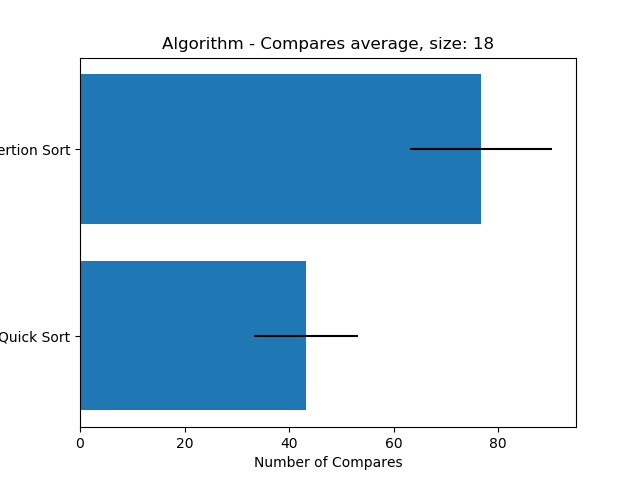 Algorithm - Compares average, size: 18
ertion Sort
Quick Sort
0 20 40 60 80
Number of Compares